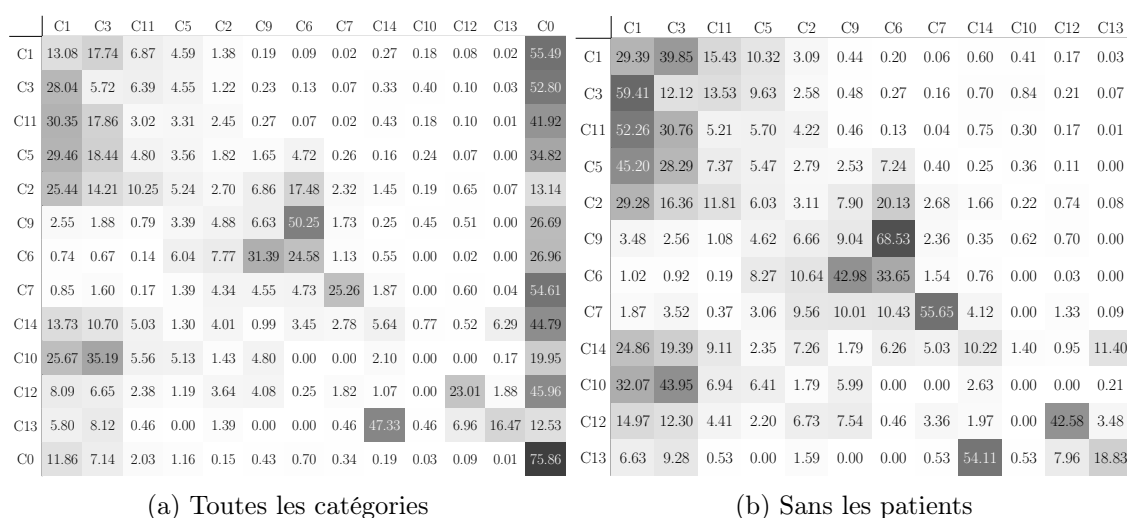 C1 C3 C11 C5 C2 C9 C6 C7 C14 C10 C12 C13 C0
C1 13.08 17.74 6.87 4.59 1.38 0.19 0.09 0.02 0.27 0.18 0.08 0.02 55.49
C3 28.04 5.72 6.39 4.55 1.22 0.23 0.13 0.07 0.33 0.40 0.10 0.03 52.80
C11 30.35 17.86 3.02 3.31 2.45 0.27 0.07 0.02 0.43 0.18 0.10 0.01 41.92
C5 29.46 18.44 4.80 3.56 1.82 1.65 4.72 0.26 0.16 0.24 0.07 0.00 34.82
C2 25.44 14.21 10.25 5.24 2.70 6.86 17.48 2.32 1.45 0.19 0.65 0.07 13.14
C9 2.55 1.88 0.79 3.39 4.88 6.63 50.25 1.73 0.25 0.45 0.51 0.00 26.69
C6 0.74 0.67 0.14 6.04 7.77 31.39 24.58 1.13 0.55 0.00 0.02 0.00 26.96
C7 0.85 1.60 0.17 1.39 4.34 4.55 4.73 25.26 1.87 0.00 0.60 0.04 54.61
C14 13.73 10.70 5.03 1.30 4.01 0.99 3.45 2.78 5.64 0.77 0.52 6.29 44.79
C10 25.67 35.19 5.56 5.13 1.43 4.80 0.00 0.00 2.10 0.00 0.00 0.17 19.95
C12 8.09 6.65 2.38 1.19 3.64 4.08 0.25 1.82 1.07 0.00 23.01 1.88 45.96
C13 5.80 8.12 0.46 0.00 1.39 0.00 0.00 0.46 47.33 0.46 6.96 16.47 12.53
C0 11.86 7.14 2.03 1.16 0.15 0.43 0.70 0.34 0.19 0.03 0.09 0.01 75.86
(a) Toutes les catégories
C1 C3 C11 C5 C2 C9 C6 C7 C14 C10 C12 C13
C1 29.39 39.85 15.43 10.32 3.09 0.44 0.20 0.06 0.60 0.41 0.17 0.03
C3 59.41 12.12 13.53 9.63 2.58 0.48 0.27 0.16 0.70 0.84 0.21 0.07
C11 52.26 30.76 5.21 5.70 4.22 0.46 0.13 0.04 0.75 0.30 0.17 0.01
C5 45.20 28.29 7.37 5.47 2.79 2.53 7.24 0.40 0.25 0.36 0.11 0.00
C2 29.28 16.36 11.81 6.03 3.11 7.90 20.13 2.68 1.66 0.22 0.74 0.08
C9 3.48 2.56 1.08 4.62 6.66 9.04 68.53 2.36 0.35 0.62 0.70 0.00
C6 1.02 0.92 0.19 8.27 10.64 42.98 33.65 1.54 0.76 0.00 0.03 0.00
C7 1.87 3.52 0.37 3.06 9.56 10.01 10.43 55.65 4.12 0.00 1.33 0.09
C14 24.86 19.39 9.11 2.35 7.26 1.79 6.26 5.03 10.22 1.40 0.95 11.40
C10 32.07 43.95 6.94 6.41 1.79 5.99 0.00 0.00 2.63 0.00 0.00 0.21
C12 14.97 12.30 4.41 2.20 6.73 7.54 0.46 3.36 1.97 0.00 42.58 3.48
C13 6.63 9.28 0.53 0.00 1.59 0.00 0.00 0.53 54.11 0.53 7.96 18.83
(b) Sans les patients